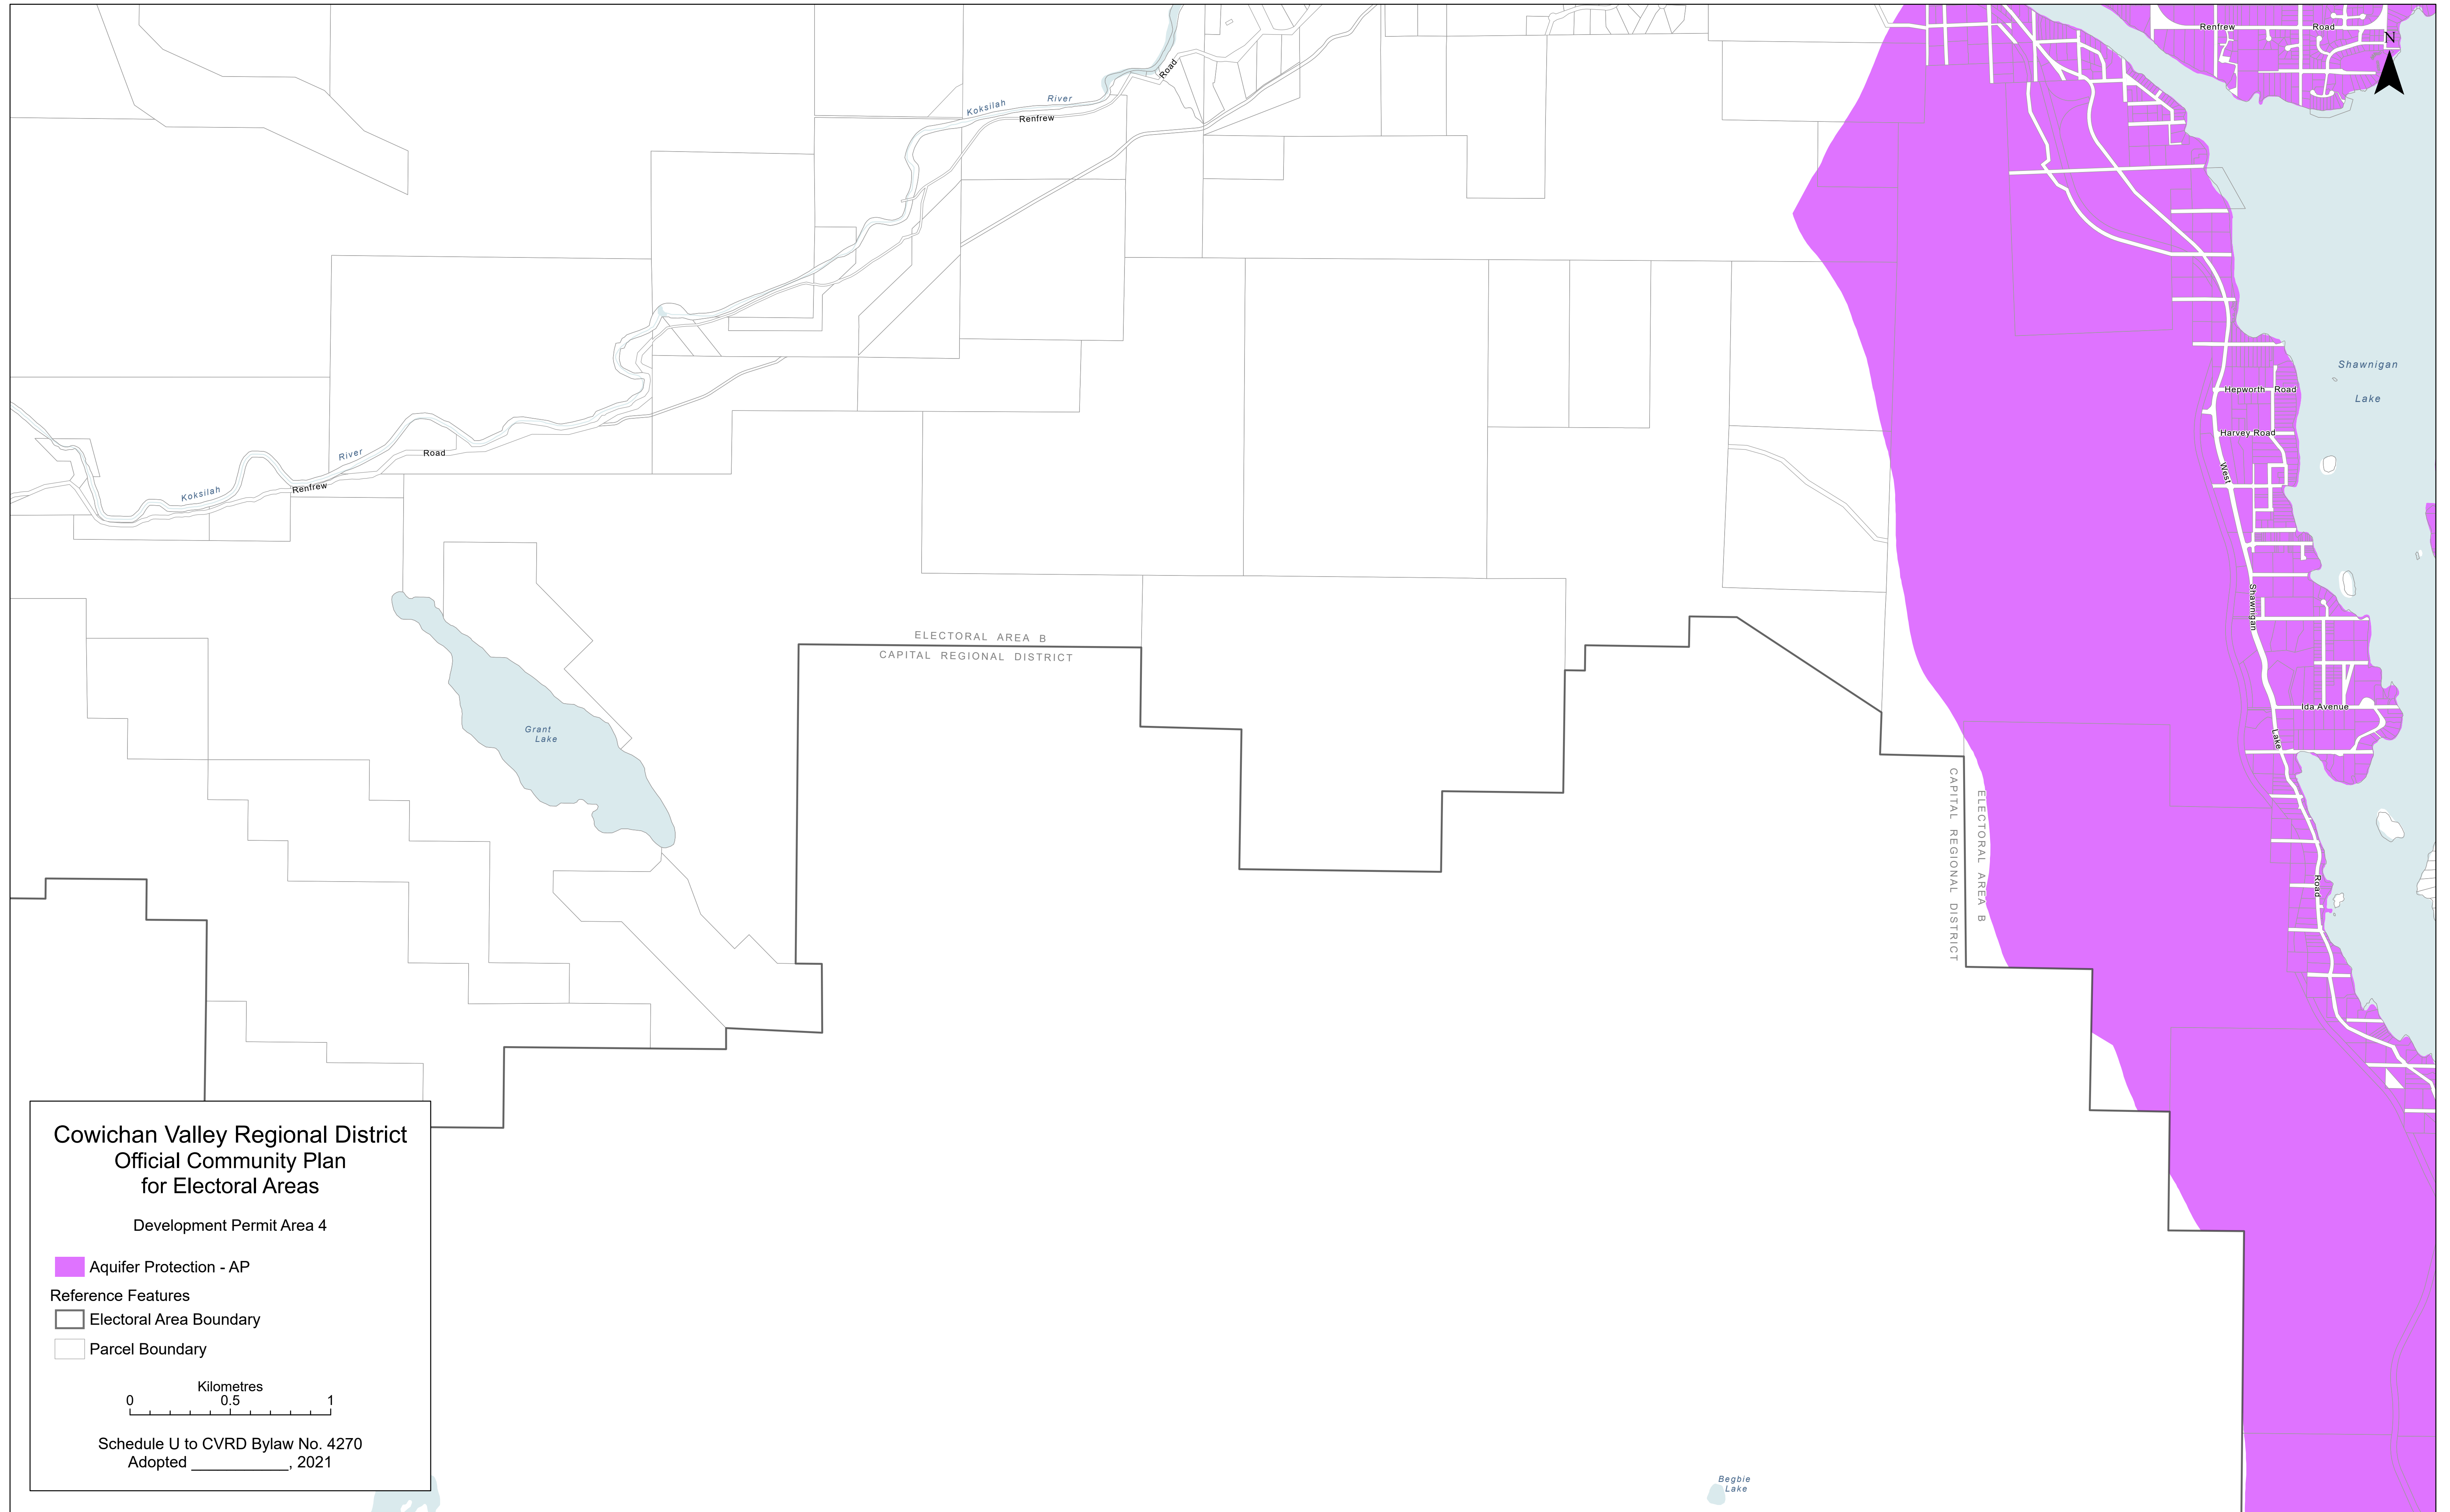 Renfrew Road
N
Koksilah River
Renfrew
Road
Shawnigan
Lake
Hepworth Road
Harvey Road
West
Shawnigan
Lake
Road
Ida Avenue
Koksilah
River
Renfrew
Road
ELECTORAL AREA B
CAPITAL REGIONAL DISTRICT
Grant
Lake
CAPITAL REGIONAL DISTRICT
ELECTORAL AREA B
Cowichan Valley Regional District
Official Community Plan
for Electoral Areas
Development Permit Area 4
Aquifer Protection - AP
Reference Features
Electoral Area Boundary
Parcel Boundary
Kilometres
0 0.5 1
Schedule U to CVRD Bylaw No. 4270
Adopted ___________, 2021
Begbie
Lake